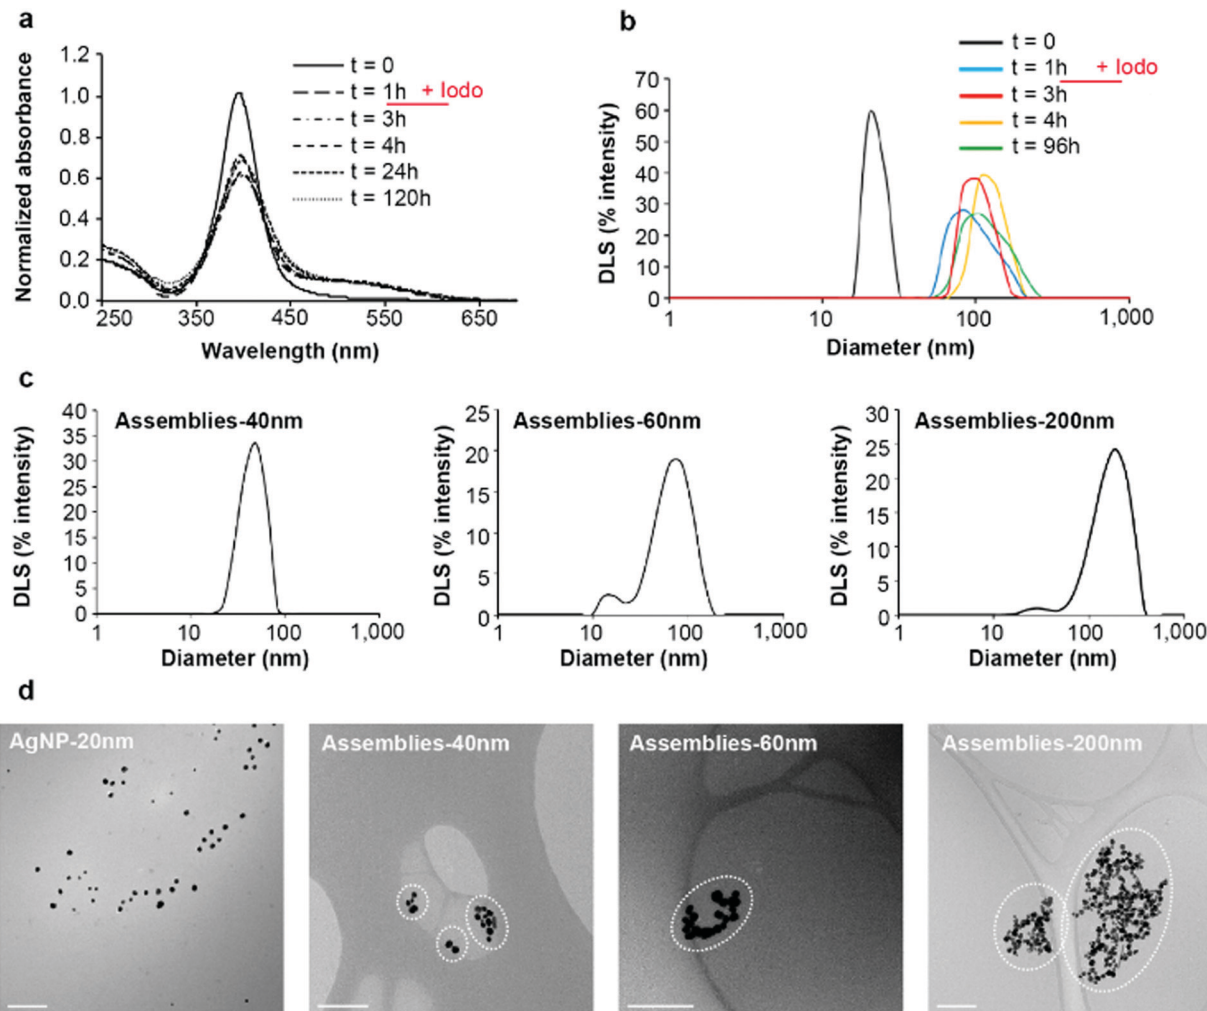 a
Normalized absorbance
1.2
1.0
0.8
0.6
0.4
0.2
0.0
250 350 450 550 650
Wavelength (nm)
t = 0
t = 1h + Iodo
t = 3h
t = 4h
t = 24h
t = 120h
b
DLS (% intensity)
70
60
50
40
30
20
10
0
1 10 100 1,000
Diameter (nm)
t = 0
t = 1h + Iodo
t = 3h
t = 4h
t = 96h
c
Assemblies-40nm
DLS (% intensity)
40
35
30
25
20
15
10
5
0
1 10 100 1,000
Diameter (nm)
Assemblies-60nm
DLS (% intensity)
25
20
15
10
5
0
1 10 100 1,000
Diameter (nm)
Assemblies-200nm
DLS (% intensity)
30
25
20
15
10
5
0
1 10 100 1,000
Diameter (nm)
d
AgNP-20nm
Assemblies-40nm
Assemblies-60nm
Assemblies-200nm